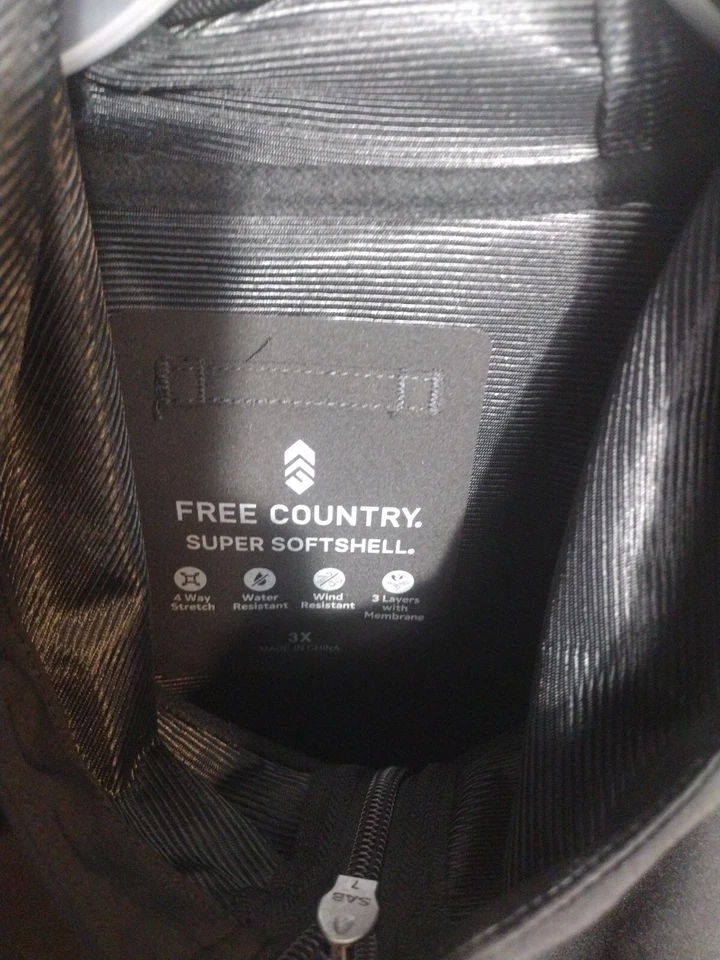 FREE COUNTRY.
SUPER SOFTSHELL.
4 Way Stretch
Water Resistant
Wind Resistant
3 Layers with Membrane
3X
MADE IN CHINA
SAB
7